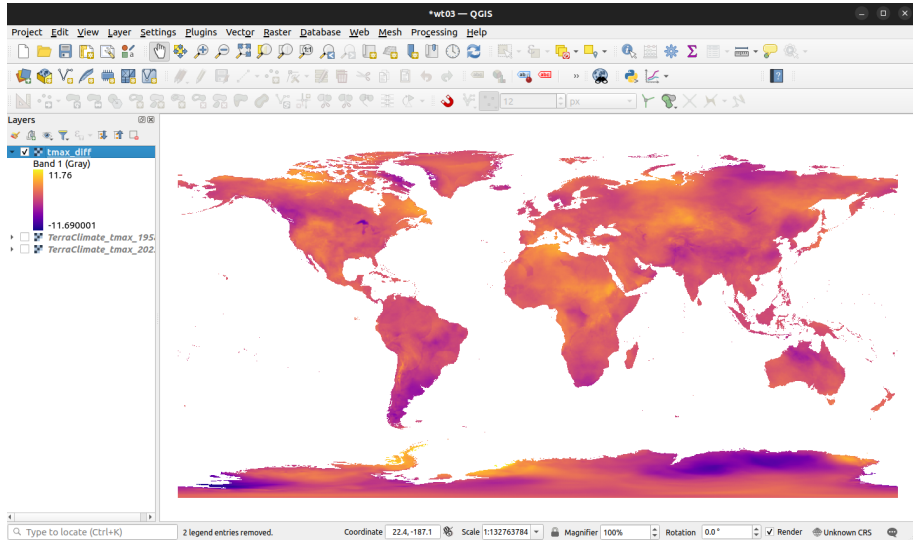 *wt03 — QGIS
Project Edit View Layer Settings Plugins Vector Raster Database Web Mesh Processing Help
12 px
Layers
tmax_diff
Band 1 (Gray)
11.76
-11.690001
TerraClimate_tmax_195
TerraClimate_tmax_202
Type to locate (Ctrl+K) 2 legend entries removed. Coordinate 22.4,-187.1 Scale 1:132763784 Magnifier 100% Rotation 0.0 ° Render Unknown CRS